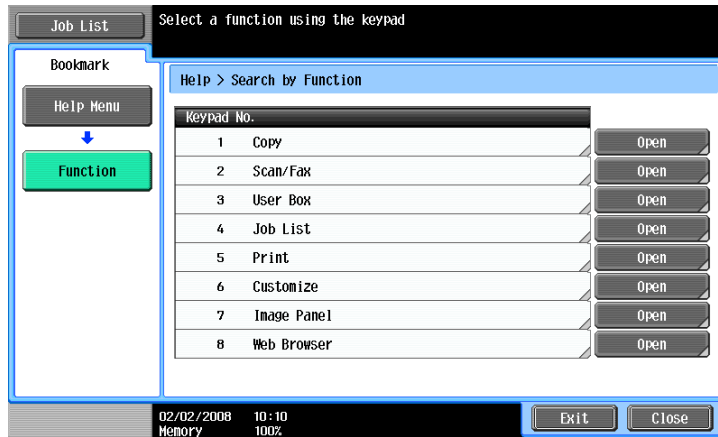 Job List
Select a function using the keypad
Bookmark
Help Menu
Function
Help > Search by Function
Keypad No.
1 Copy Open
2 Scan/Fax Open
3 User Box Open
4 Job List Open
5 Print Open
6 Customize Open
7 Image Panel Open
8 Web Browser Open
02/02/2008 10:10
Memory 100%
Exit Close